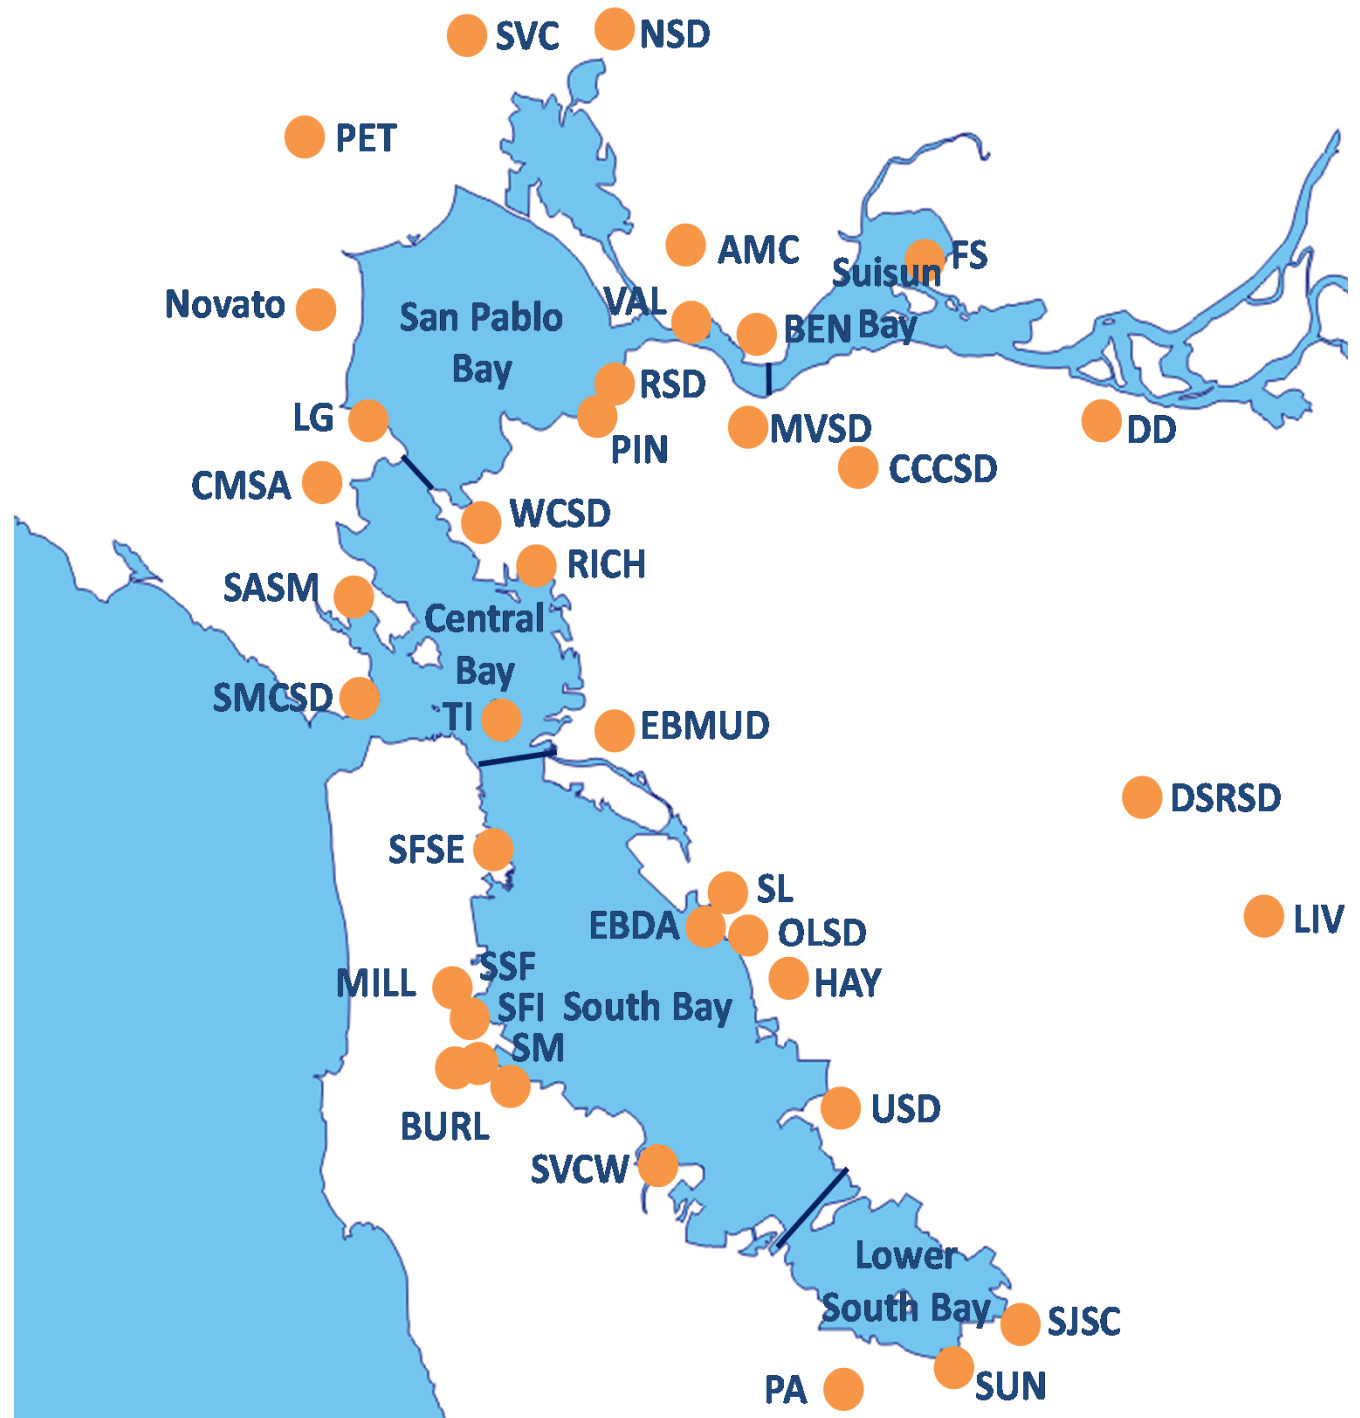 SVC
NSD
PET
AMC
Suisun
Bay
FS
Novato
San Pablo
Bay
VAL
BEN
RSD
PIN
LG
MVSD
DD
CCCSD
CMSA
WCSD
RICH
SASM
Central
Bay
SMCSD
TI
EBMUD
DSRSD
SFSE
SL
EBDA
OLSD
LIV
MILL
SSF
HAY
SFI
South Bay
SM
BURL
USD
SVCW
Lower
South Bay
SJSC
PA
SUN